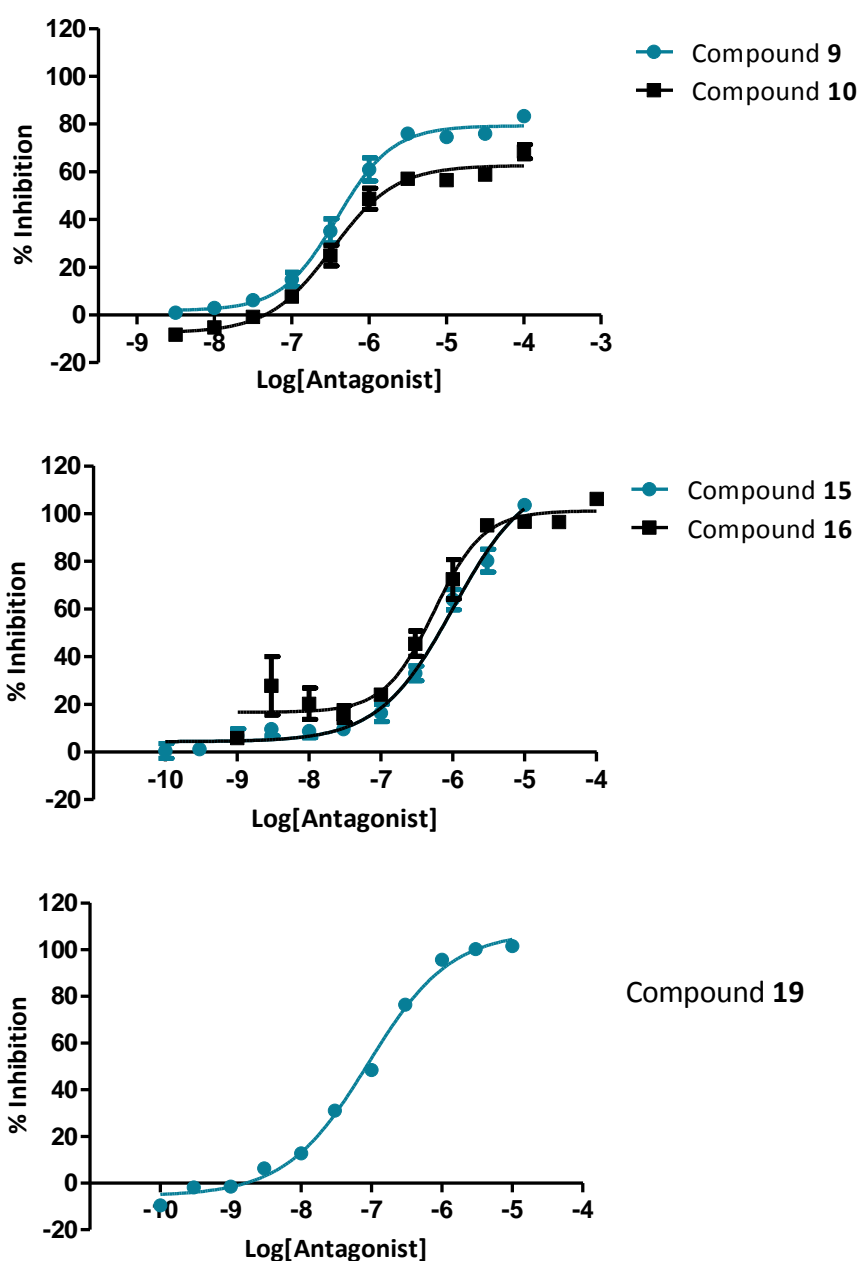 120
100
80
60
40
20
0
-20
% Inhibition
-9 -8 -7 -6 -5 -4 -3
Log[Antagonist]
Compound 9
Compound 10
120
100
80
60
40
20
0
-20
% Inhibition
-10 -9 -8 -7 -6 -5 -4
Log[Antagonist]
Compound 15
Compound 16
120
100
80
60
40
20
0
-20
% Inhibition
-10 -9 -8 -7 -6 -5 -4
Log[Antagonist]
Compound 19